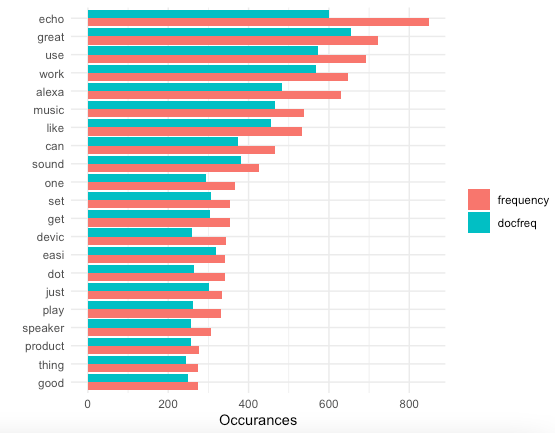 echo
great
use
work
alexa
music
like
can
sound
one
set
get
devic
easi
dot
just
play
speaker
product
thing
good
0 200 400 600 800
Occurances
frequency
docfreq